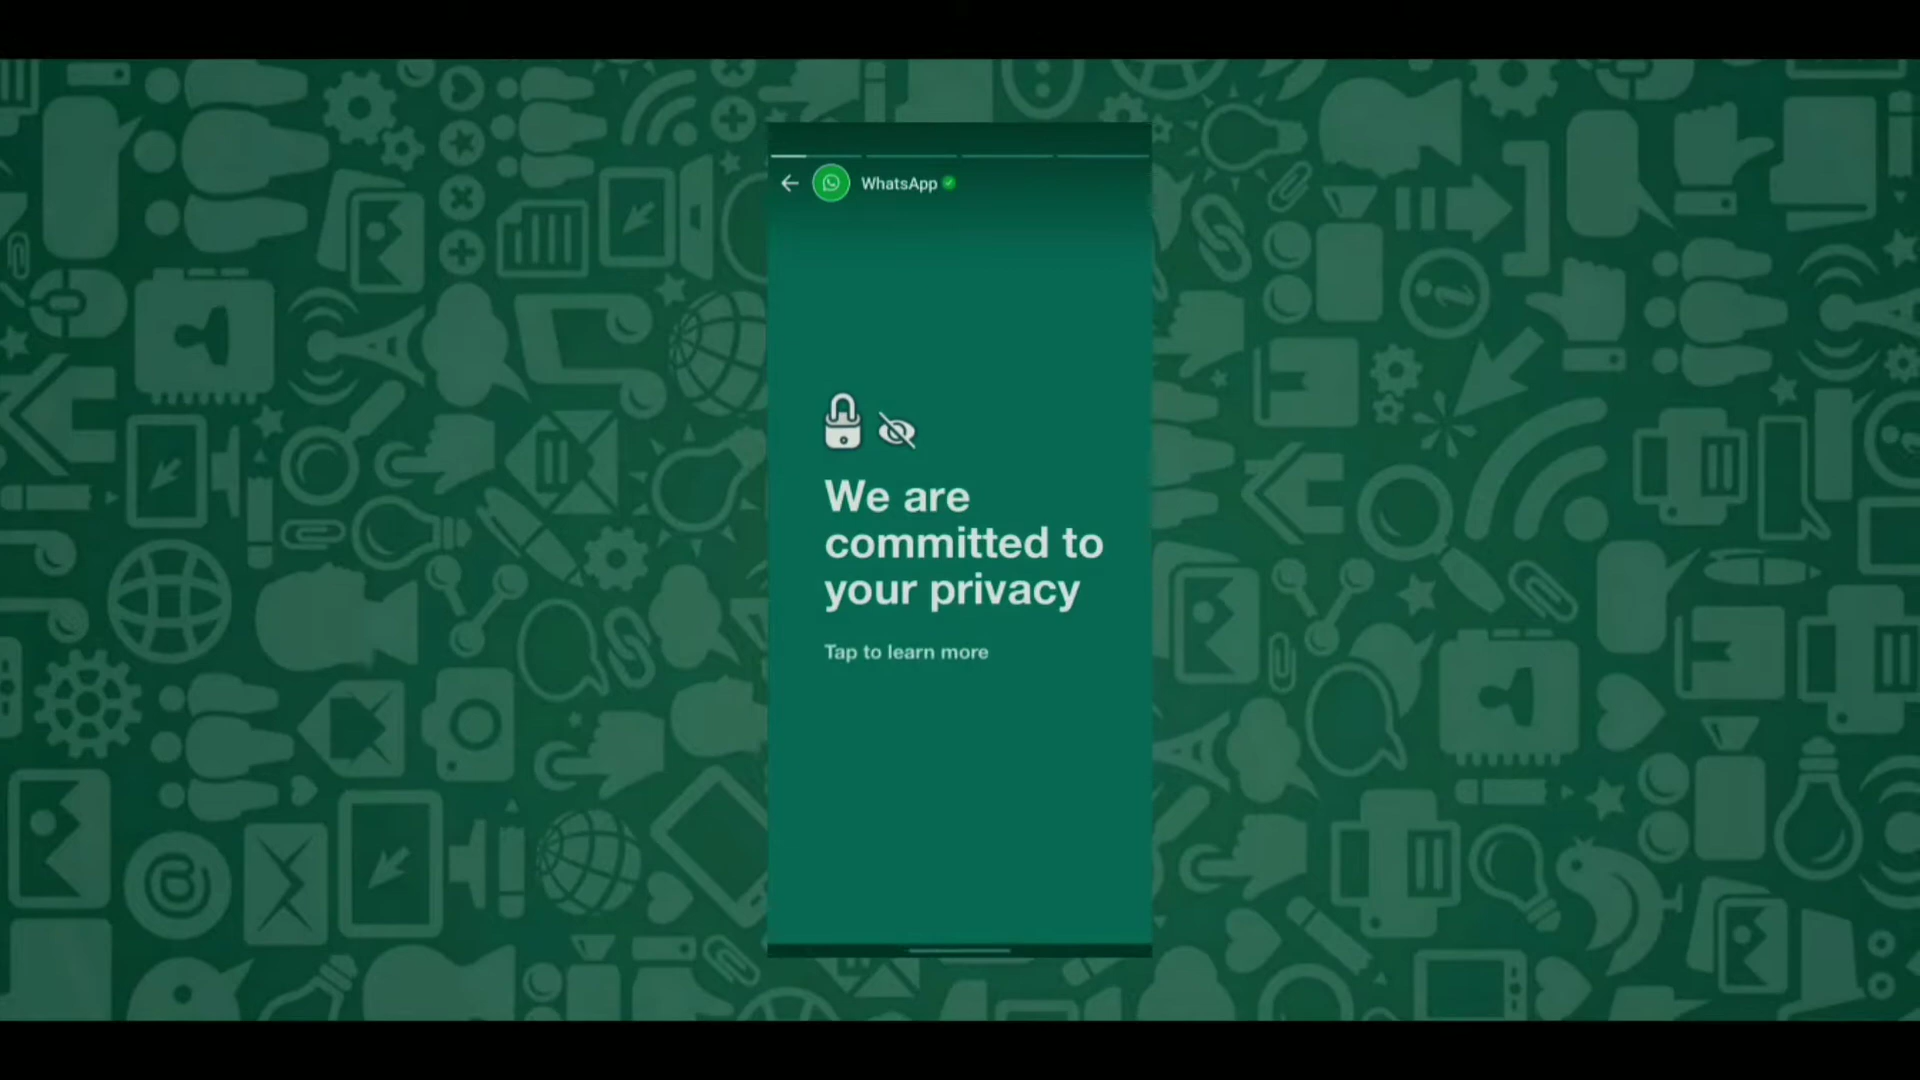 WhatsApp
We are
committed to
your privacy
Tap to learn more